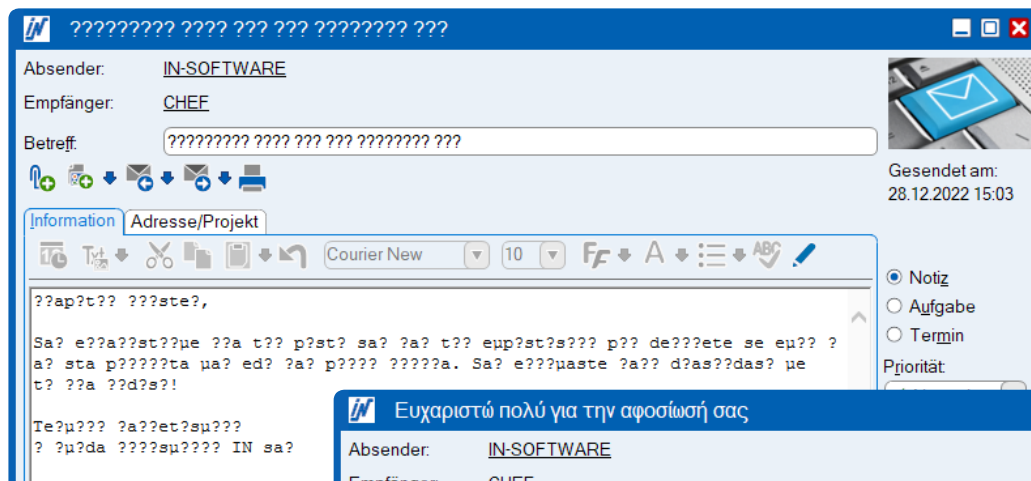 ????????? ???? ??? ??? ???????? ???
Absender: IN-SOFTWARE
Empfänger: CHEF
Betreff: ????????? ???? ??? ??? ???????? ???
Gesendet am:
28.12.2022 15:03
Information Adresse/Projekt
Courier New 10
Notiz
Aufgabe
Termin
Priorität:
??ap?t?? ???ste?,
Sa? e??a??st??µe ??a t?? p?st? sa? ?a? t?? eµp?st?s??? p?? de???ete se eµ?? ?
a? sta p?????ta µa? ed? ?a? p???? ?????a. Sa? e???µaste ?a?? d?as??das? µe
t? ??a ??d?s?!
Te?µ??? ?a??et?sµ???
? ?µ?da ????sµ???? IN sa?
Ευχαριστώ πολύ για την αφοσίωσή σας
Absender: IN-SOFTWARE
Empfänger: CHEF